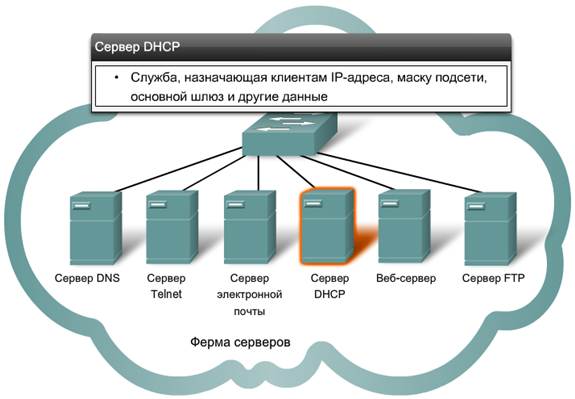 Сервер DHCP
• Служба, назначающая клиентам IP-адреса, маску подсети,
основной шлюз и другие данные
Сервер DNS
Сервер
Telnet
Сервер
электронной
почты
Сервер
DHCP
Веб-сервер
Сервер FTP
Ферма серверов